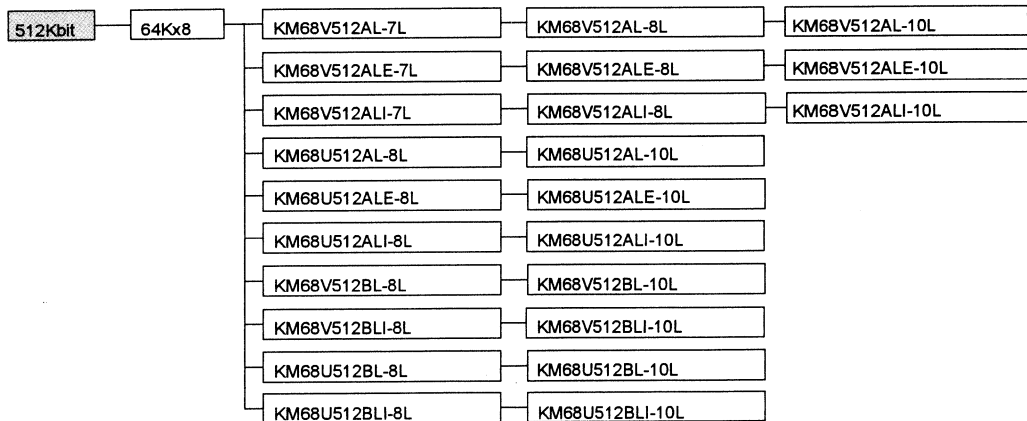 512Kbit 64Kx8 KM68V512AL-7L KM68V512AL-8L KM68V512AL-10L
KM68V512ALE-7L KM68V512ALE-8L KM68V512ALE-10L
KM68V512ALI-7L KM68V512ALI-8L KM68V512ALI-10L
KM68U512AL-8L KM68U512AL-10L
KM68U512ALE-8L KM68U512ALE-10L
KM68U512ALI-8L KM68U512ALI-10L
KM68V512BL-8L KM68V512BL-10L
KM68V512BLI-8L KM68V512BLI-10L
KM68U512BL-8L KM68U512BL-10L
KM68U512BLI-8L KM68U512BLI-10L